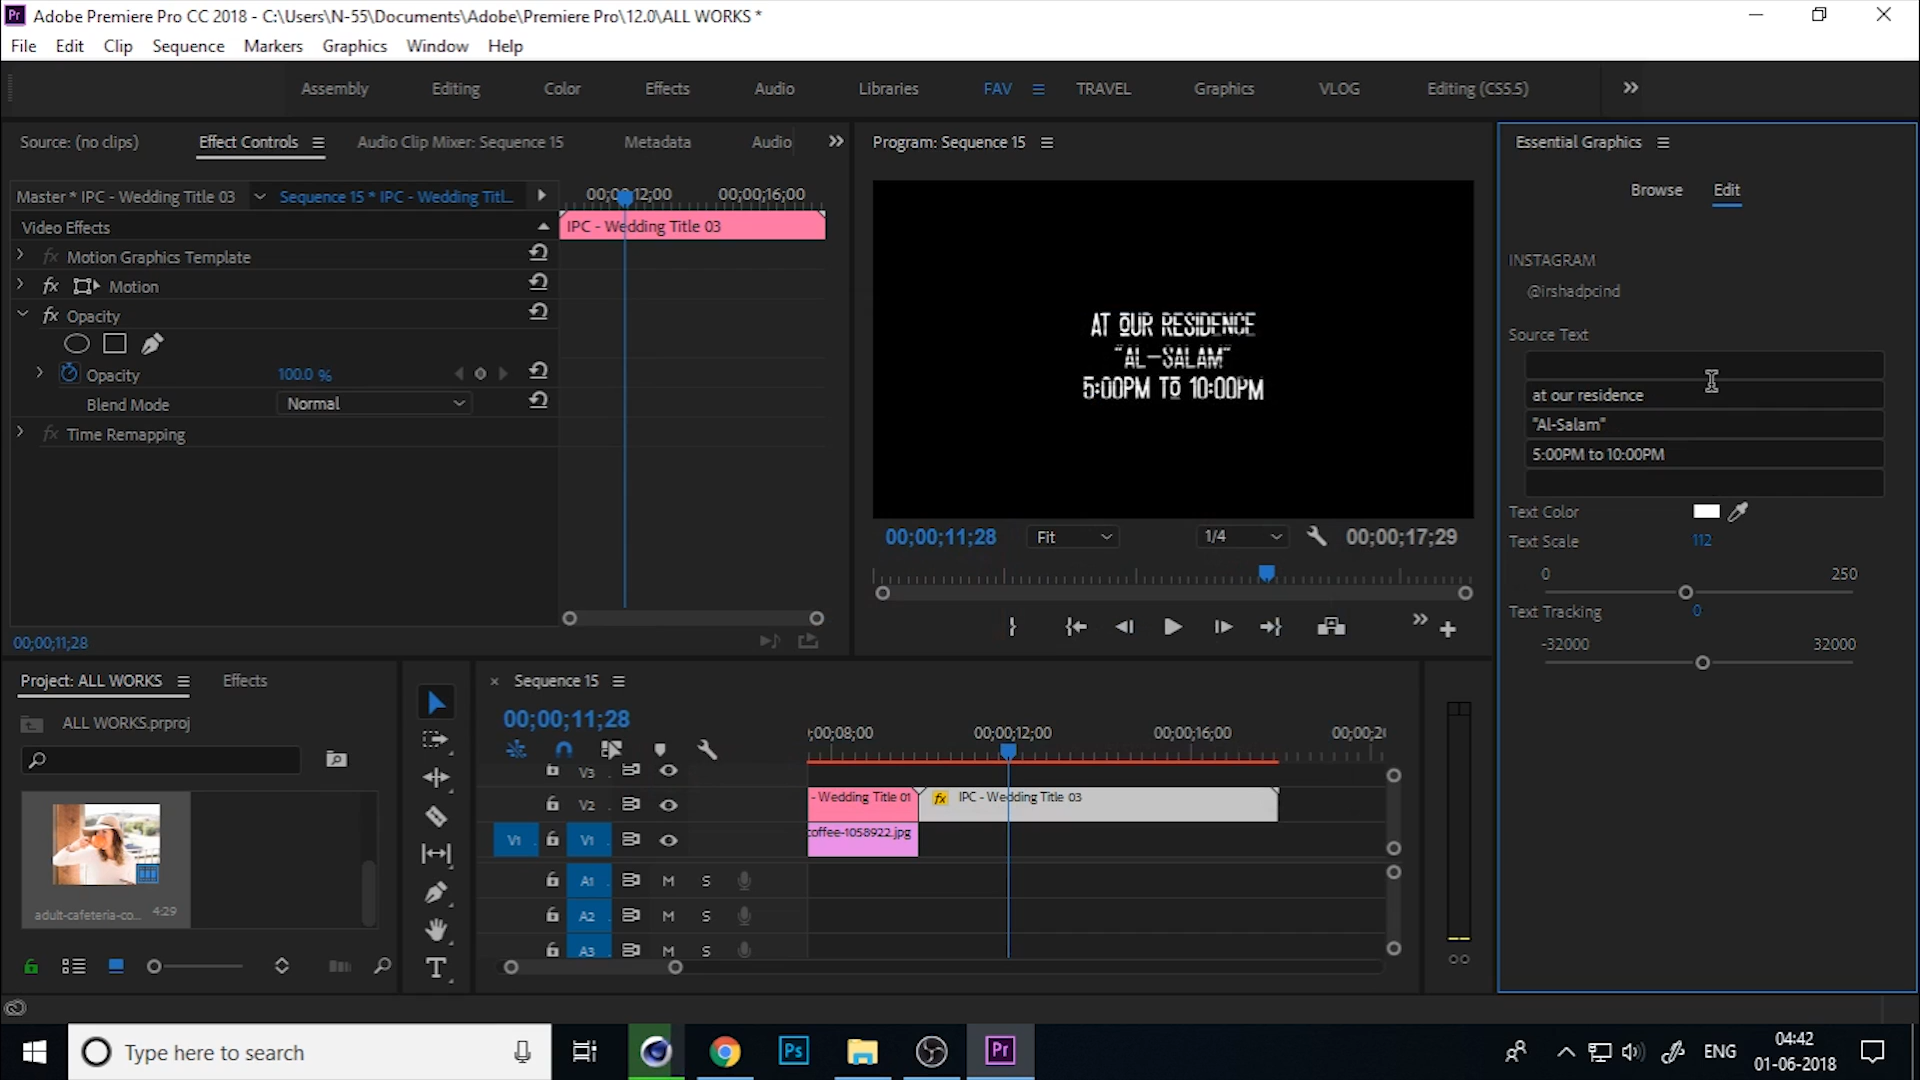 Adobe Premiere Pro CC 2018 - C:\Users\N-55\Documents\Adobe\Premiere Pro\12.0\ALL WORKS *
File Edit Clip Sequence Markers Graphics Window Help
Assembly Editing Color Effects Audio Libraries FAV TRAVEL Graphics VLOG Editing (CS5.5)
Source: (no clips) Effect Controls Audio Clip Mixer: Sequence 15 Metadata Audio
Master * IPC - Wedding Title 03 Sequence 15 * IPC - Wedding Titl...
12;00 00;00;16;00
Video Effects
IPC - Wedding Title 03
fx Motion Graphics Template
fx Motion
fx Opacity
Opacity 100.0 %
Blend Mode Normal
fx Time Remapping
00;00;11;28
Program: Sequence 15
AT OUR RESIDENCE
"AL-SALAM"
5:00PM TO 10:00PM
00;00;11;28 Fit 1/4 00;00;17;29
Essential Graphics
Browse Edit
INSTAGRAM
@irshadpcind
Source Text
at our residence
"Al-Salam"
5:00PM to 10:00PM
Text Color
Text Scale 112
0 250
Text Tracking 0
-32000 32000
Project: ALL WORKS Effects
ALL WORKS.prproj
adult-cafeteria-co... 4:29
Sequence 15
00;00;11;28
;00;08;00 00;00;12;00 00;00;16;00 00;00;2
V3
V2
- Wedding Title 01 fx IPC - Wedding Title 03
V1 V1
coffee-1058922.jpg
A1 M S
A2 M S
A3 M S
T
Type here to search
Ps
Pr
ENG
04:42
01-06-2018